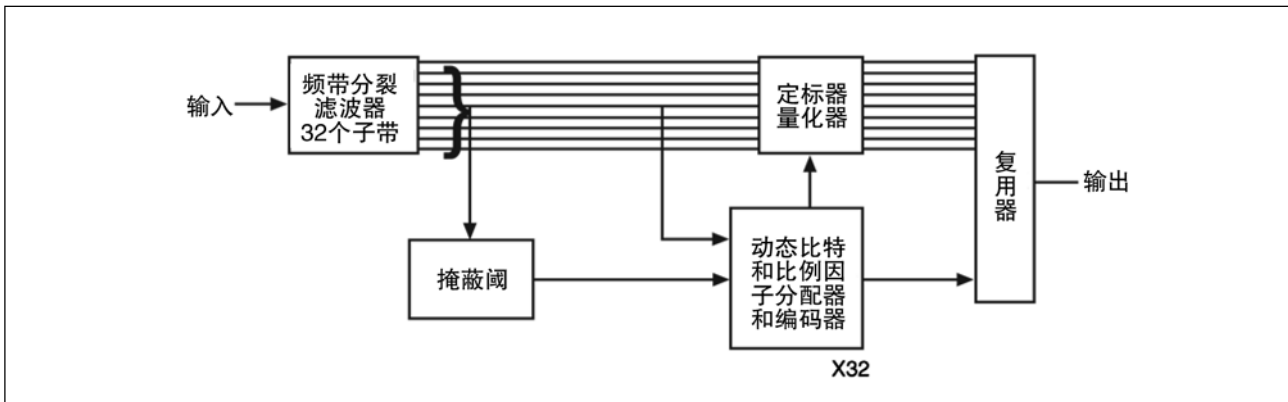 频带分裂
滤波器
32个子带
输入
定标器
量化器
复
用
器
输出
掩蔽阈
动态比特
和比例因
子分配器
和编码器
X32